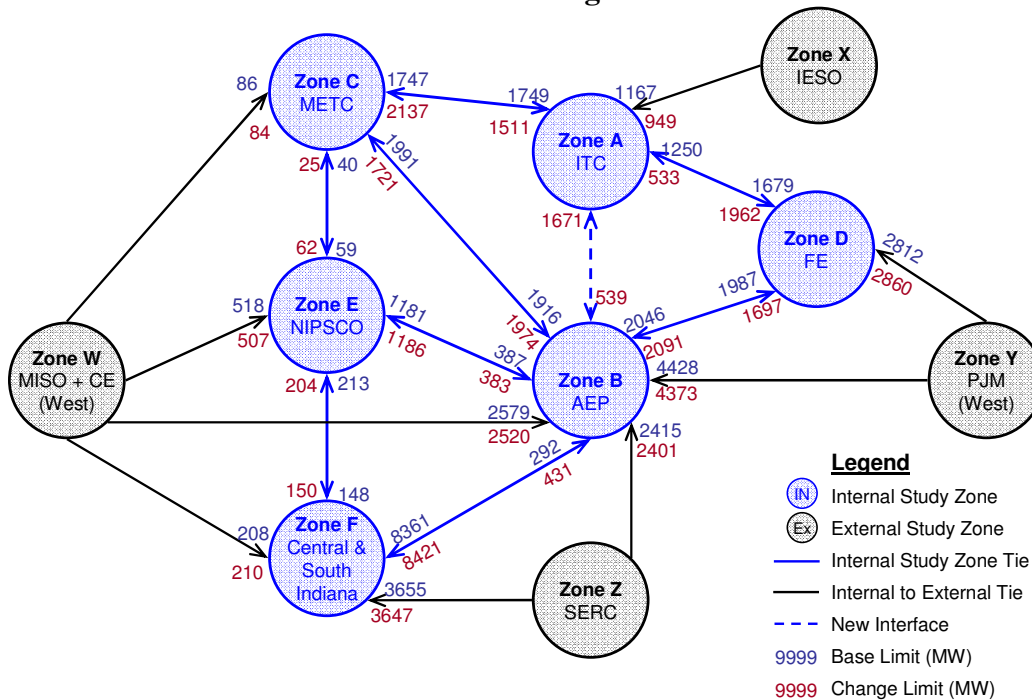 Zone C
METC
86
84
1747
2137
1749
1511
Zone A
ITC
1167
949
Zone X
IESO
1250
533
1679
1962
Zone D
FE
2812
2860
25 40
1991
1721
1671
62 59
Zone E
NIPSCO
518
507
1181
1186
1916
1974
387
383
539
1987
1697
2046
2091
Zone B
AEP
4428
4373
Zone W
MISO + CE
(West)
Zone Y
PJM
(West)
204 213
2579
2520
2415
2401
292
431
150 148
Zone F
Central &
South
Indiana
208
210
8361
8421
3655
3647
Zone Z
SERC
Legend
IN Internal Study Zone
Ex External Study Zone
Internal Study Zone Tie
Internal to External Tie
New Interface
9999 Base Limit (MW)
9999 Change Limit (MW)